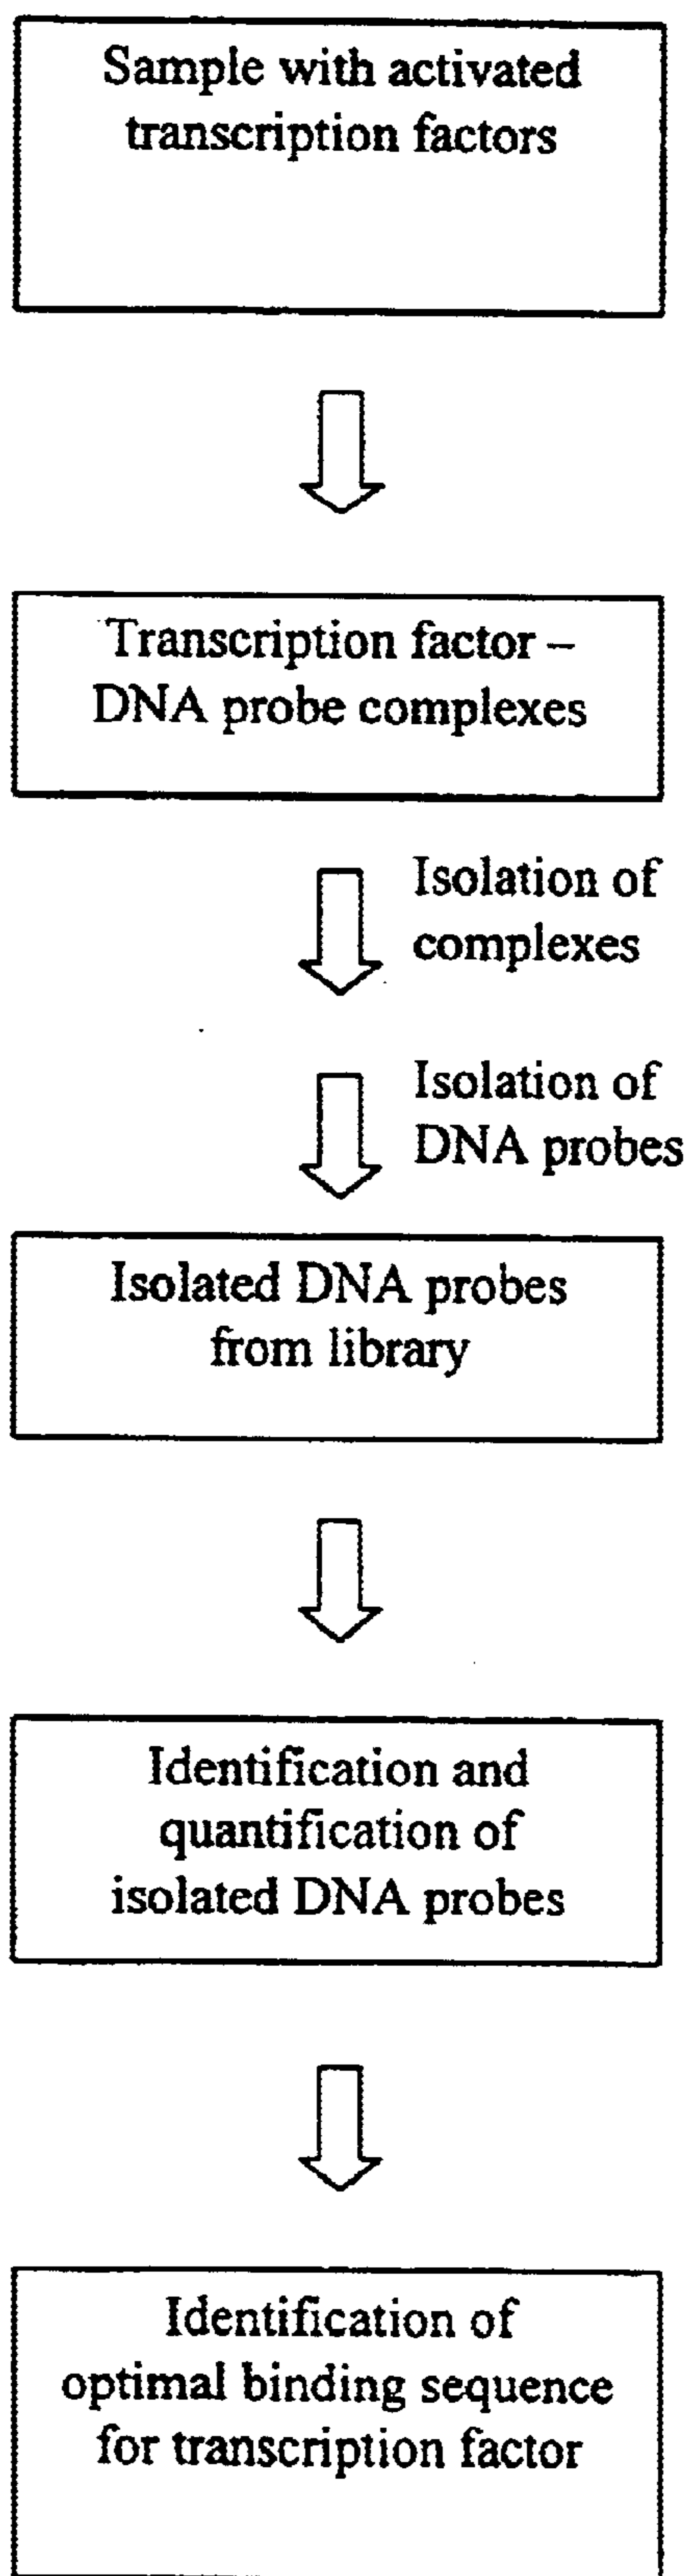 Sample with activated
transcription factors
Transcription factor –
DNA probe complexes
Isolation of
complexes
Isolation of
DNA probes
Isolated DNA probes
from library
Identification and
quantification of
isolated DNA probes
Identification of
optimal binding sequence
for transcription factor